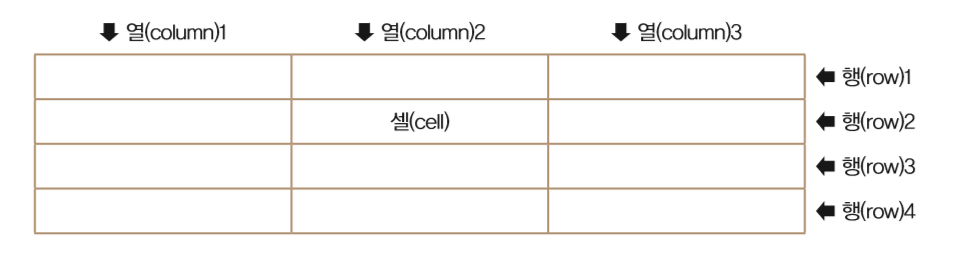 열(column)1 열(column)2 열(column)3
행(row)1
셀(cell) 행(row)2
행(row)3
행(row)4